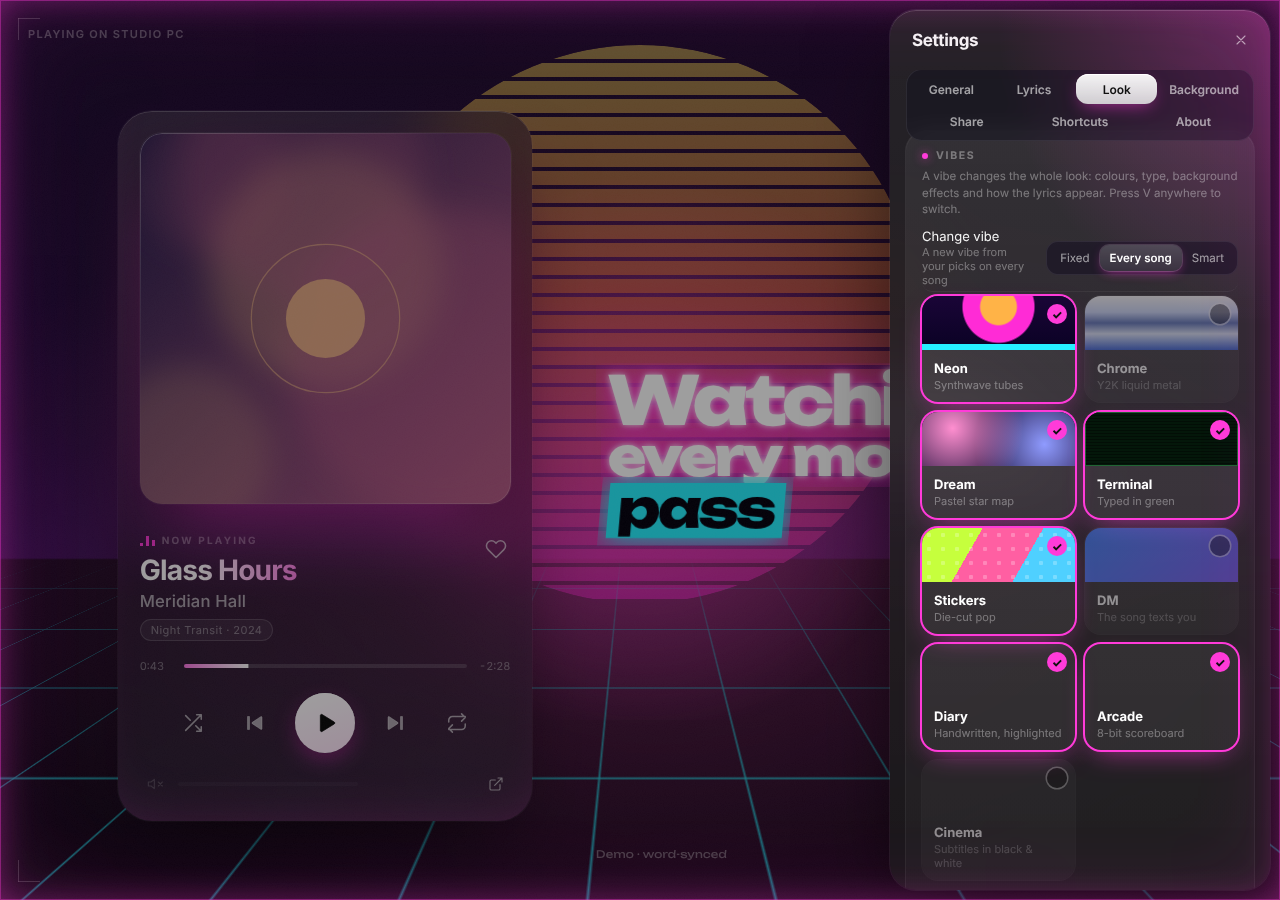 PLAYING ON STUDIO PC
NOW PLAYING
Glass Hours
Meridian Hall
Night Transit · 2024
0:43
-2:28
Watchi
every mo
pass
Demo · word-synced
Settings
General
Lyrics
Look
Background
Share
Shortcuts
About
VIBES
A vibe changes the whole look: colours, type, background
effects and how the lyrics appear. Press V anywhere to
switch.
Change vibe
A new vibe from
your picks on every
song
Fixed
Every song
Smart
Neon
Synthwave tubes
Chrome
Y2K liquid metal
Dream
Pastel star map
Terminal
Typed in green
Stickers
Die-cut pop
DM
The song texts you
Diary
Handwritten, highlighted
Arcade
8-bit scoreboard
Cinema
Subtitles in black &
white